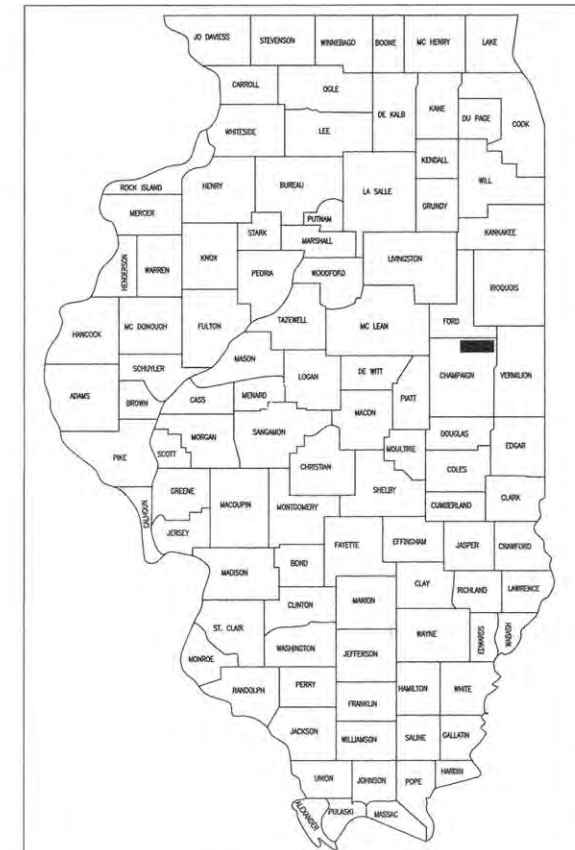 JO DAVIESS
STEVENSON
WINNEBAGO
BOONE
MC HENRY
LAKE
CARROLL
OGLE
DE KALB
KANE
DU PAGE
COOK
WHITESIDE
LEE
KENDALL
WILL
ROCK ISLAND
HENRY
BUREAU
LA SALLE
GRUNDY
MERCER
PUTNAM
KANKAKEE
STARK
MARSHALL
HENDERSON
WARREN
KNOX
PEORIA
WOODFORD
LIVINGSTON
IROQUOIS
HANCOCK
MC DONOUGH
FULTON
TAZEWELL
MC LEAN
FORD
MASON
SCHUYLER
LOGAN
DE WITT
CHAMPAIGN
VERMILION
ADAMS
BROWN
CASS
MENARD
PIATT
MACON
MORGAN
SANGAMON
DOUGLAS
EDGAR
PIKE
SCOTT
CHRISTIAN
MOULTRIE
COLES
GREENE
MACOUPIN
MONTGOMERY
SHELBY
CUMBERLAND
CLARK
CALHOUN
JERSEY
FAYETTE
EFFINGHAM
JASPER
CRAWFORD
MADISON
BOND
CLAY
RICHLAND
LAWRENCE
CLINTON
MARION
ST. CLAIR
WAYNE
EDWARDS
WABASH
WASHINGTON
JEFFERSON
MONROE
RANDOLPH
PERRY
HAMILTON
WHITE
FRANKLIN
JACKSON
WILLIAMSON
SALINE
GALLATIN
UNION
JOHNSON
POPE
HARDIN
ALEXANDER
PULASKI
MASSAC